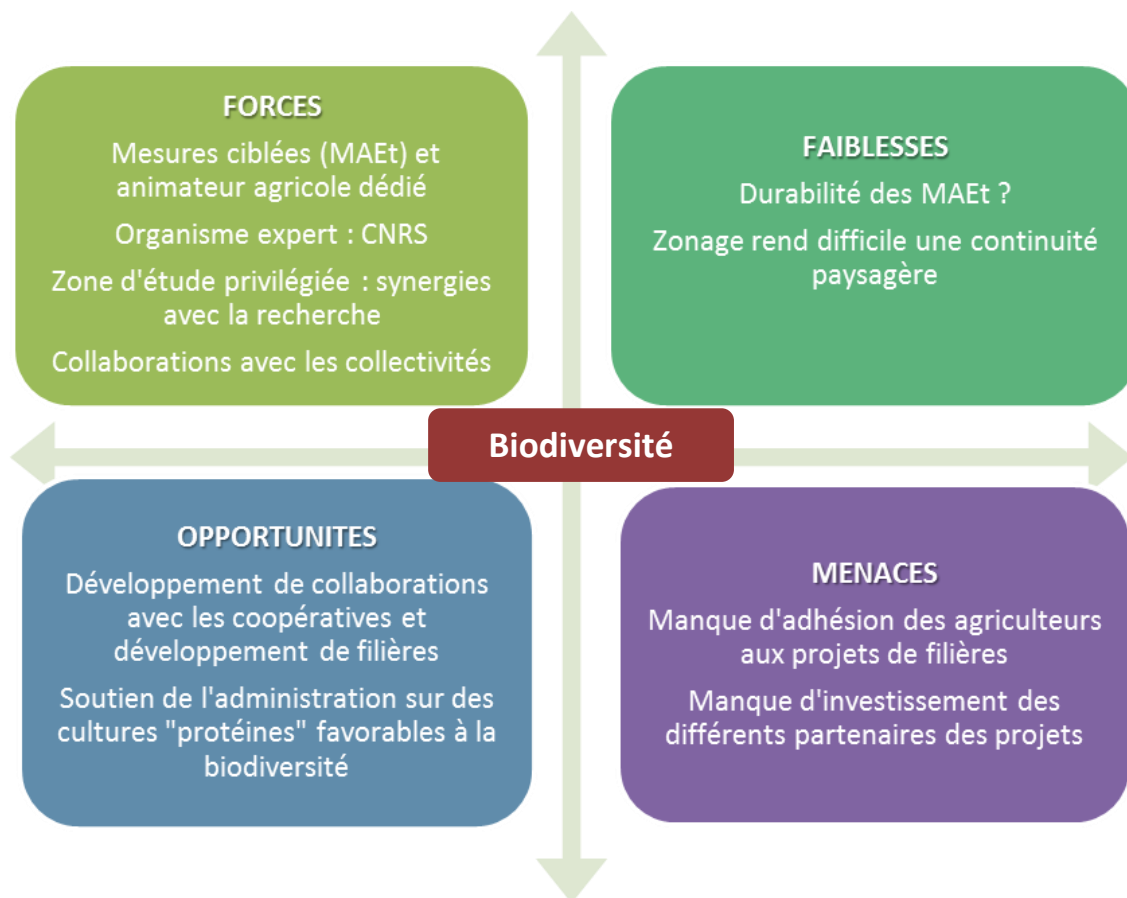 FORCES
Mesures ciblées (MAEt) et
animateur agricole dédié
Organisme expert : CNRS
Zone d'étude privilégiée : synergies
avec la recherche
Collaborations avec les collectivités
FAIBLESSES
Durabilité des MAEt ?
Zonage rend difficile une continuité
paysagère
Biodiversité
OPPORTUNITES
Développement de collaborations
avec les coopératives et
développement de filières
Soutien de l'administration sur des
cultures "protéines" favorables à la
biodiversité
MENACES
Manque d'adhésion des agriculteurs
aux projets de filières
Manque d'investissement des
différents partenaires des projets